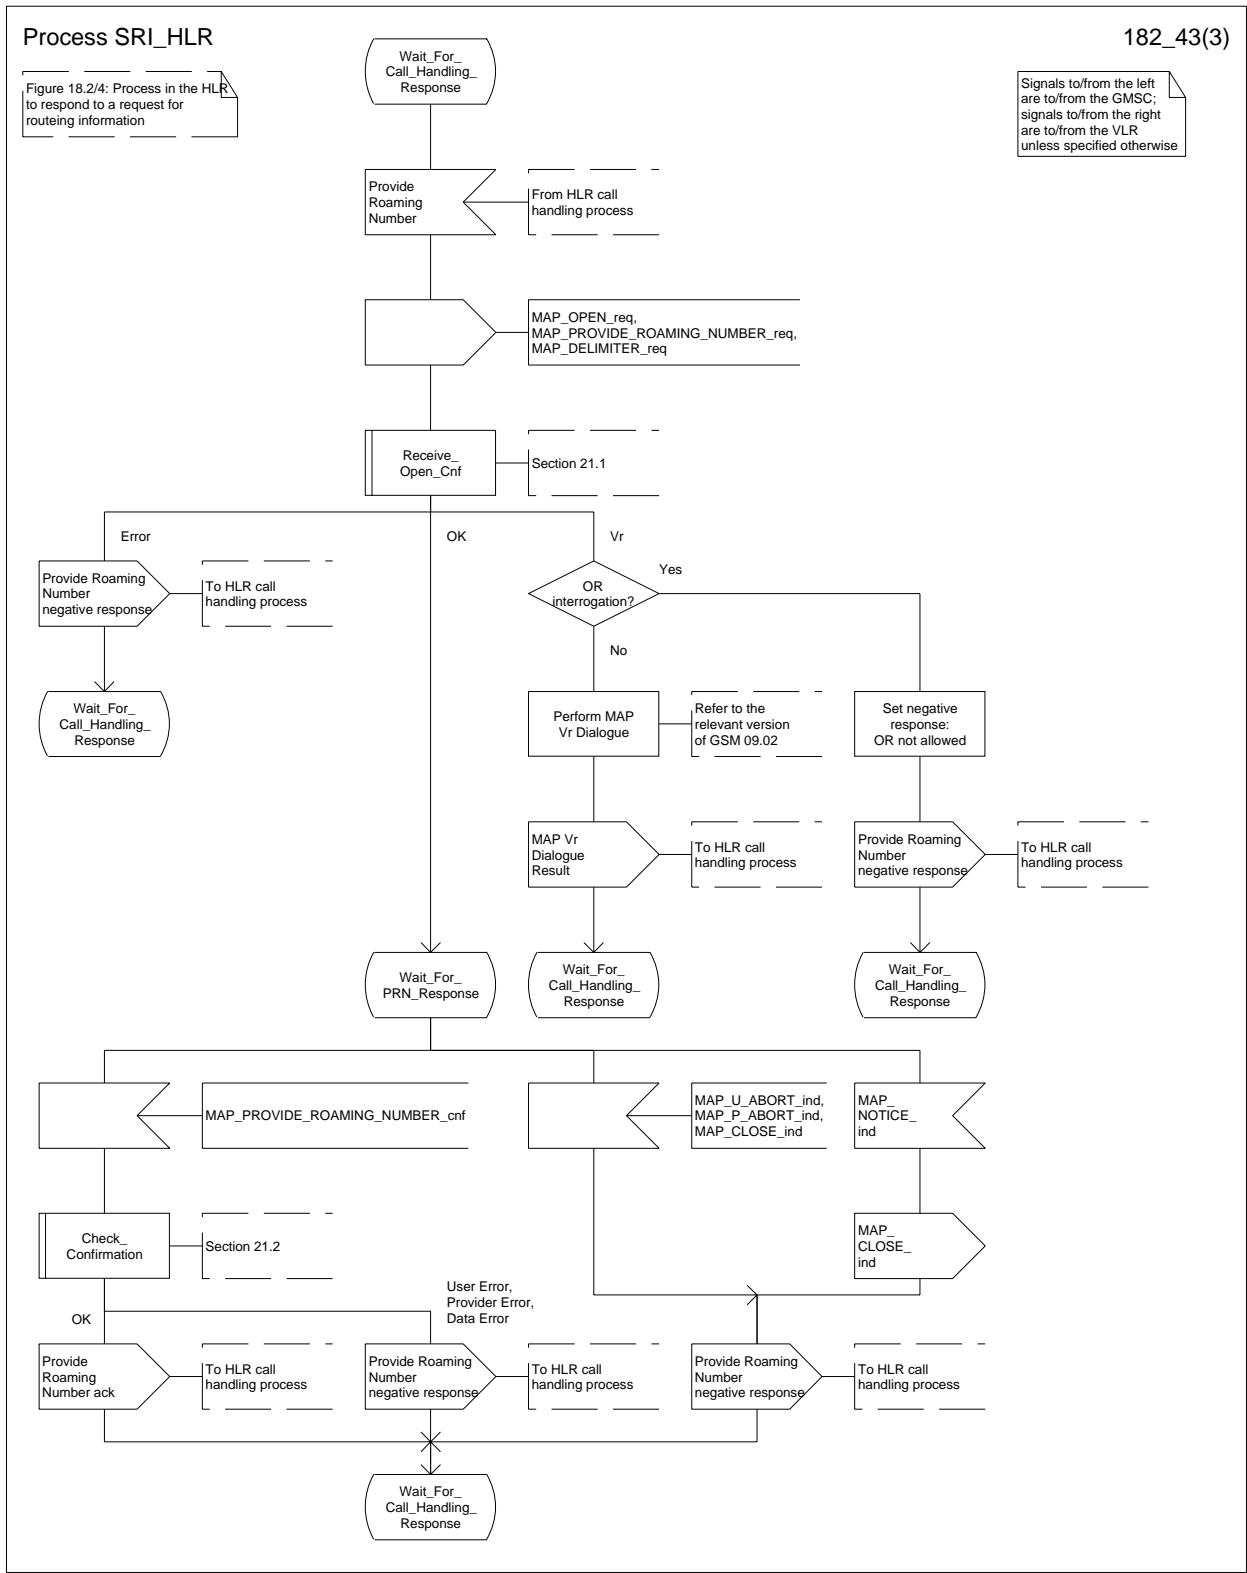 Process SRI_HLR
182_43(3)
Figure 18.2/4: Process in the HLR
to respond to a request for
routeing information
Signals to/from the left
are to/from the GMSC;
signals to/from the right
are to/from the VLR
unless specified otherwise
Wait_For_
Call_Handling_
Response
Provide
Roaming
Number
From HLR call
handling process
MAP_OPEN_req,
MAP_PROVIDE_ROAMING_NUMBER_req,
MAP_DELIMITER_req
Receive_
Open_Cnf
Section 21.1
Error
OK
Vr
Provide Roaming
Number
negative response
To HLR call
handling process
OR
interrogation?
Yes
No
Wait_For_
Call_Handling_
Response
Perform MAP
Vr Dialogue
Refer to the
relevant version
of GSM 09.02
Set negative
response:
OR not allowed
MAP Vr
Dialogue
Result
To HLR call
handling process
Provide Roaming
Number
negative response
To HLR call
handling process
Wait_For_
PRN_Response
Wait_For_
Call_Handling_
Response
Wait_For_
Call_Handling_
Response
MAP_PROVIDE_ROAMING_NUMBER_cnf
MAP_U_ABORT_ind,
MAP_P_ABORT_ind,
MAP_CLOSE_ind
MAP_
NOTICE_
ind
Check_
Confirmation
Section 21.2
MAP_
CLOSE_
ind
OK
User Error,
Provider Error,
Data Error
Provide
Roaming
Number ack
To HLR call
handling process
Provide Roaming
Number
negative response
To HLR call
handling process
Provide Roaming
Number
negative response
To HLR call
handling process
Wait_For_
Call_Handling_
Response